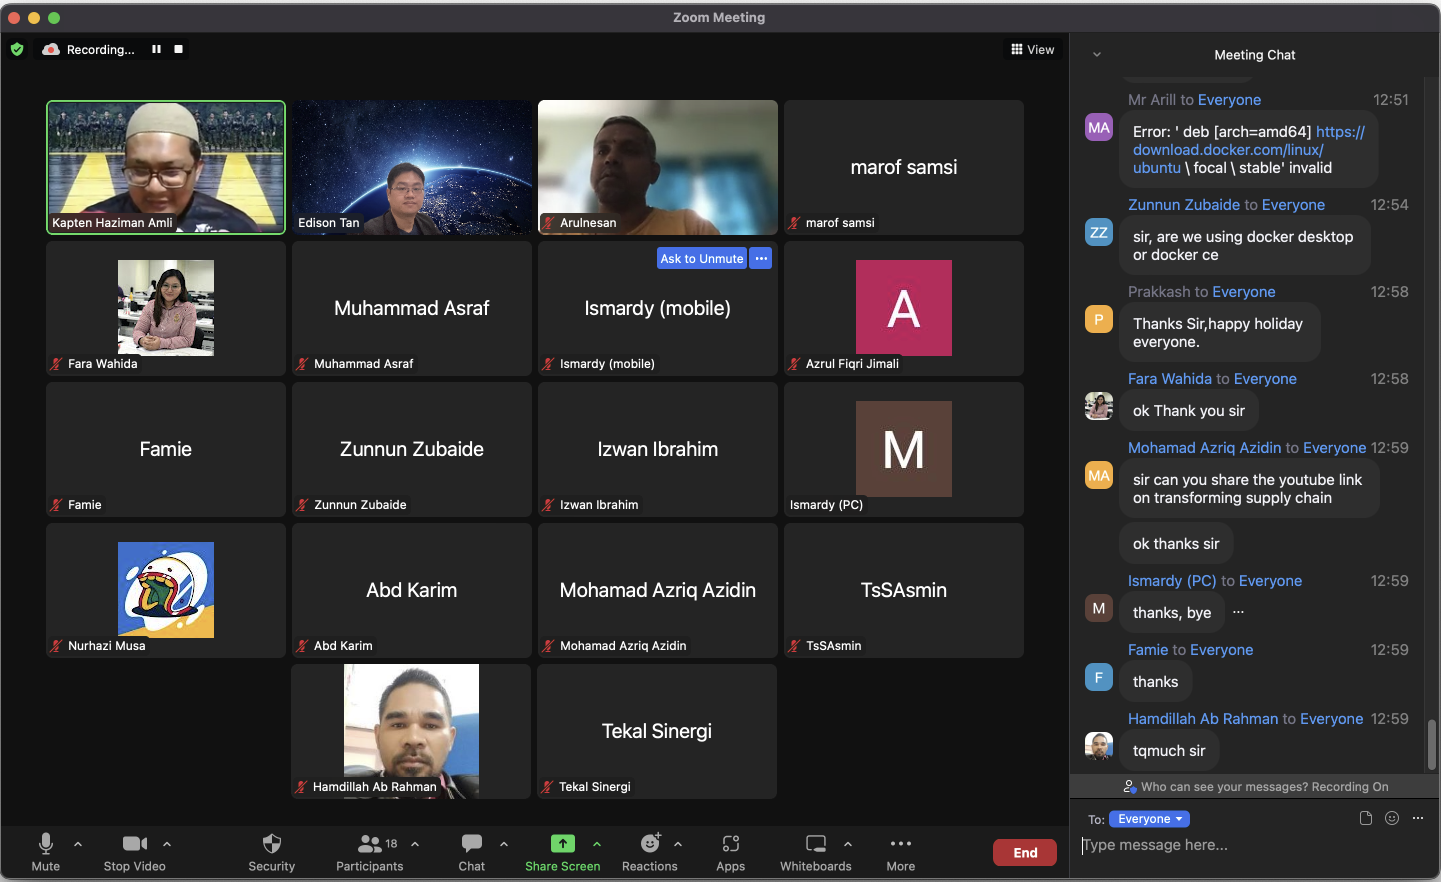 Zoom Meeting
Recording...
View
Kapten Haziman Amli
Edison Tan
Arulnesan
marof samsi
marof samsi
Fara Wahida
Muhammad Asraf
Muhammad Asraf
Ask to Unmute ...
Ismardy (mobile)
Ismardy (mobile)
A
Azrul Fiqri Jimali
Famie
Famie
Zunnun Zubaide
Zunnun Zubaide
Izwan Ibrahim
Izwan Ibrahim
M
Ismardy (PC)
Nurhazi Musa
Abd Karim
Abd Karim
Mohamad Azriq Azidin
Mohamad Azriq Azidin
TsSAsmin
TsSAsmin
Hamdillah Ab Rahman
Tekal Sinergi
Tekal Sinergi
Mute
Stop Video
Security
18
Participants
Chat
Share Screen
Reactions
Apps
Whiteboards
More
End
Meeting Chat
Mr Arill to Everyone 12:51
MA
Error: ' deb [arch=amd64] https://
download.docker.com/linux/
ubuntu \ focal \ stable' invalid
Zunnun Zubaide to Everyone 12:54
ZZ
sir, are we using docker desktop
or docker ce
Prakkash to Everyone 12:58
P
Thanks Sir,happy holiday
everyone.
Fara Wahida to Everyone 12:58
ok Thank you sir
Mohamad Azriq Azidin to Everyone 12:59
MA
sir can you share the youtube link
on transforming supply chain
ok thanks sir
Ismardy (PC) to Everyone 12:59
M
thanks, bye ...
Famie to Everyone 12:59
F
thanks
Hamdillah Ab Rahman to Everyone 12:59
tqmuch sir
Who can see your messages? Recording On
To: Everyone
Type message here...